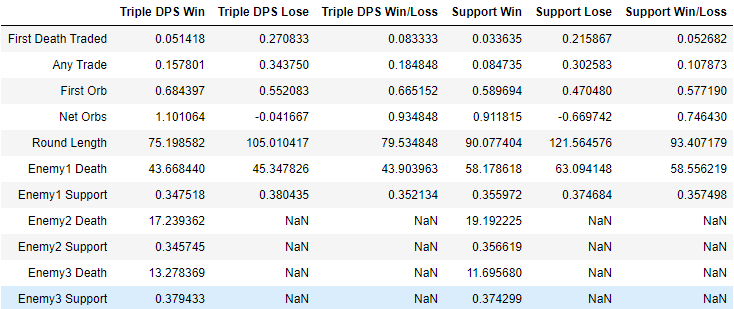 Triple DPS Win Triple DPS Lose Triple DPS Win/Loss Support Win Support Lose Support Win/Loss
First Death Traded 0.051418 0.270833 0.083333 0.033635 0.215867 0.052682
Any Trade 0.157801 0.343750 0.184848 0.084735 0.302583 0.107873
First Orb 0.684397 0.552083 0.665152 0.589694 0.470480 0.577190
Net Orbs 1.101064 -0.041667 0.934848 0.911815 -0.669742 0.746430
Round Length 75.198582 105.010417 79.534848 90.077404 121.564576 93.407179
Enemy1 Death 43.668440 45.347826 43.903963 58.178618 63.094148 58.556219
Enemy1 Support 0.347518 0.380435 0.352134 0.355972 0.374684 0.357498
Enemy2 Death 17.239362 NaN NaN 19.192225 NaN NaN
Enemy2 Support 0.345745 NaN NaN 0.356619 NaN NaN
Enemy3 Death 13.278369 NaN NaN 11.695680 NaN NaN
Enemy3 Support 0.379433 NaN NaN 0.374299 NaN NaN